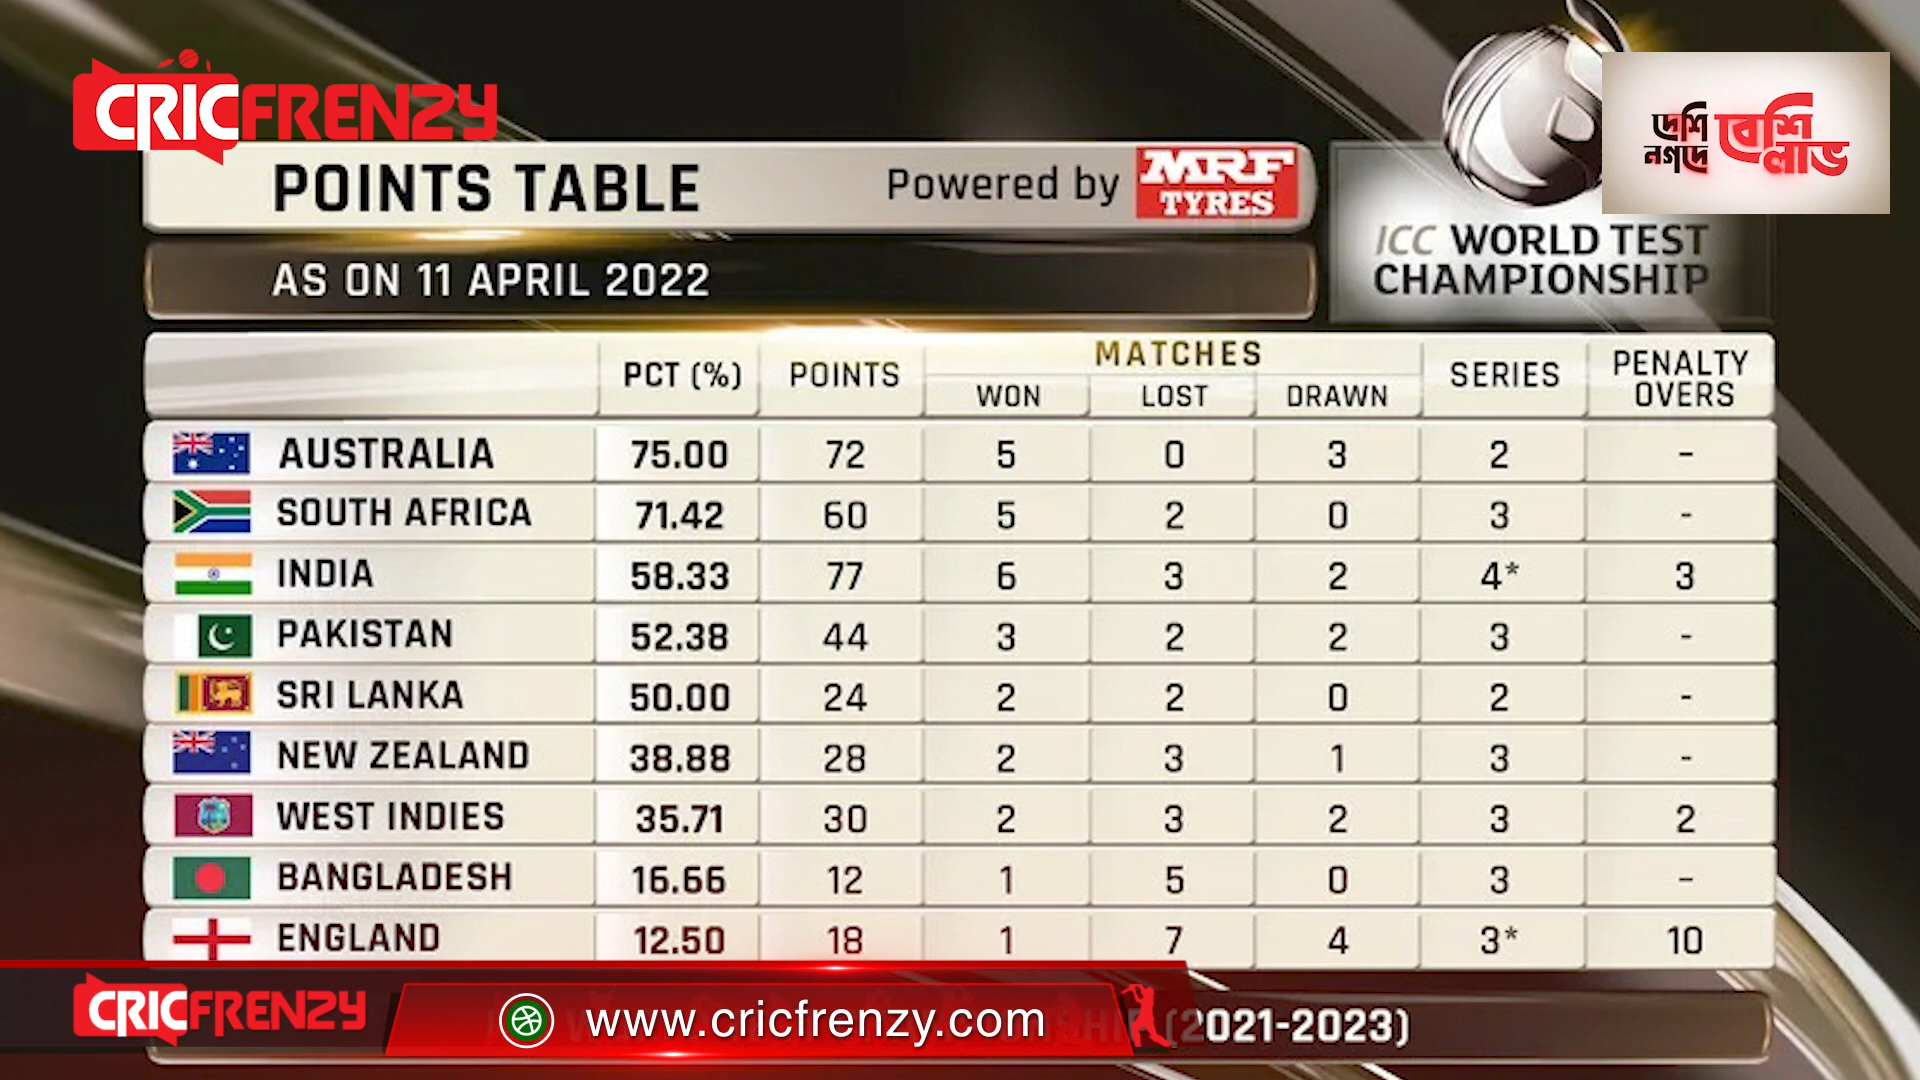 CRICFRENZY
দেশি
নগদে
বেশি
লাভ
POINTS TABLE
Powered by
MRF
TYRES
AS ON 11 APRIL 2022
ICC WORLD TEST
CHAMPIONSHIP
PCT (%) POINTS MATCHES SERIES PENALTY OVERS
WON LOST DRAWN
AUSTRALIA 75.00 72 5 0 3 2 -
SOUTH AFRICA 71.42 60 5 2 0 3 -
INDIA 58.33 77 6 3 2 4* 3
PAKISTAN 52.38 44 3 2 2 3 -
SRI LANKA 50.00 24 2 2 0 2 -
NEW ZEALAND 38.88 28 2 3 1 3 -
WEST INDIES 35.71 30 2 3 2 3 2
BANGLADESH 16.66 12 1 5 0 3 -
ENGLAND 12.50 18 1 7 4 3* 10
CRICFRENZY
www.cricfrenzy.com
(2021-2023)